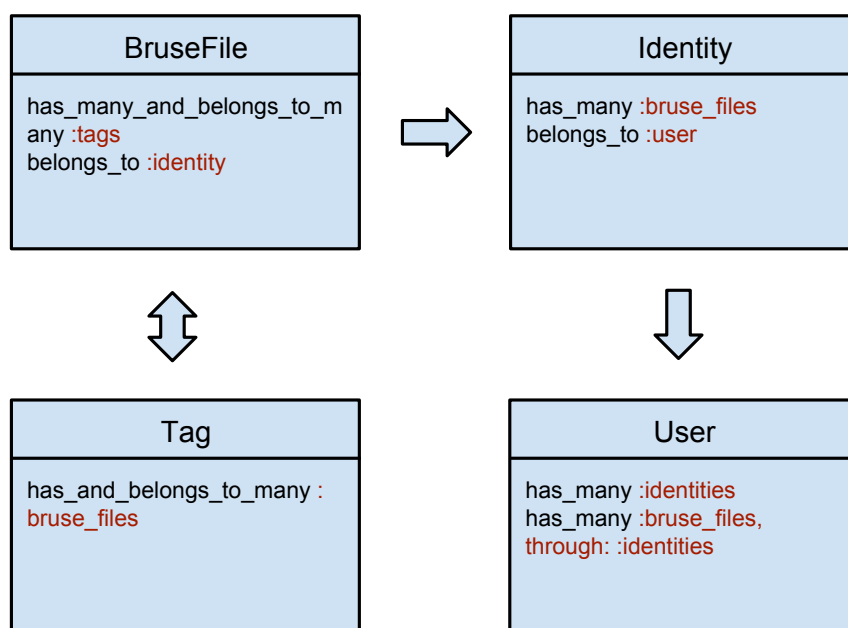 BruseFile
has_many_and_belongs_to_m
any :tags
belongs_to :identity
Identity
has_many :bruse_files
belongs_to :user
Tag
has_and_belongs_to_many :
bruse_files
User
has_many :identities
has_many :bruse_files,
through: :identities